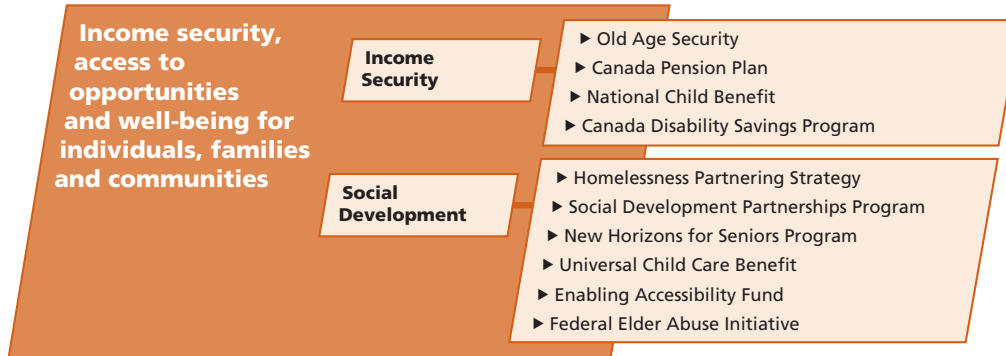 Income security,
access to
opportunities
and well-being for
individuals, families
and communities
Income
Security
▶ Old Age Security
▶ Canada Pension Plan
▶ National Child Benefit
▶ Canada Disability Savings Program
Social
Development
▶ Homelessness Partnering Strategy
▶ Social Development Partnerships Program
▶ New Horizons for Seniors Program
▶ Universal Child Care Benefit
▶ Enabling Accessibility Fund
▶ Federal Elder Abuse Initiative